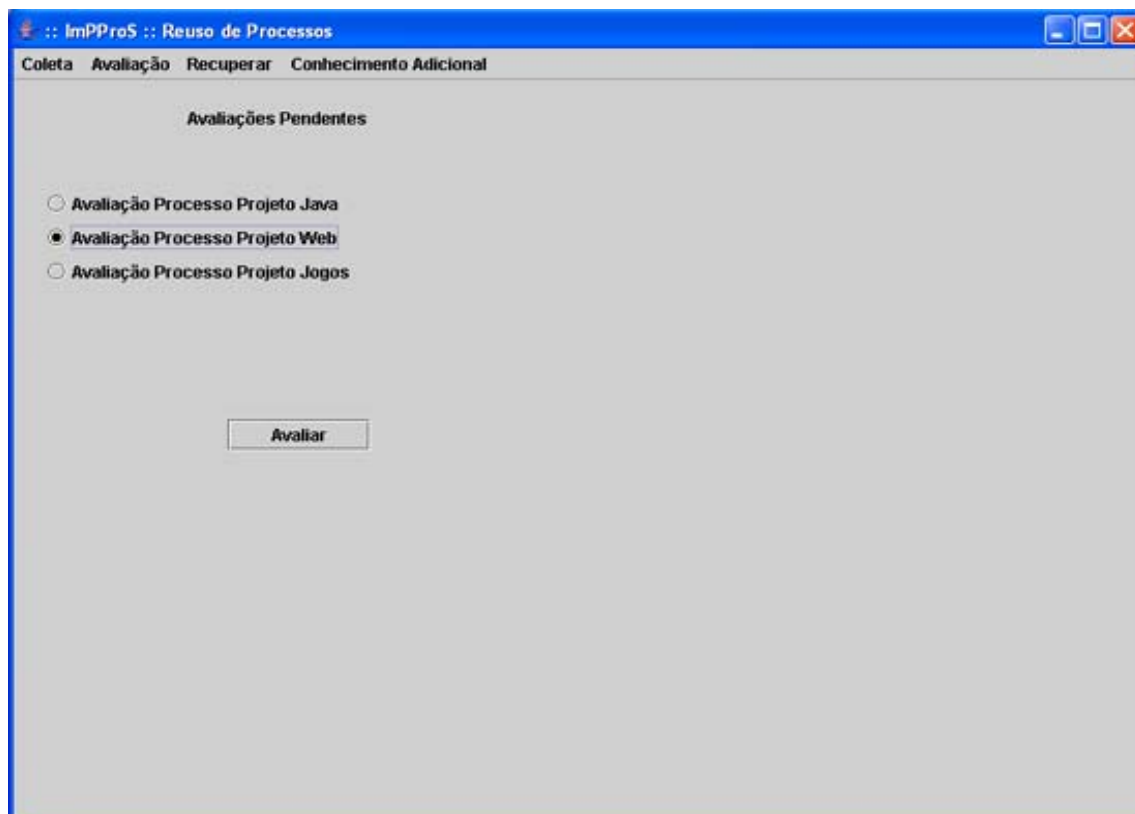 :: ImPProS :: Reuso de Processos
Coleta Avaliação Recuperar Conhecimento Adicional
Avaliações Pendentes
Avaliação Processo Projeto Java
Avaliação Processo Projeto Web
Avaliação Processo Projeto Jogos
Avaliar